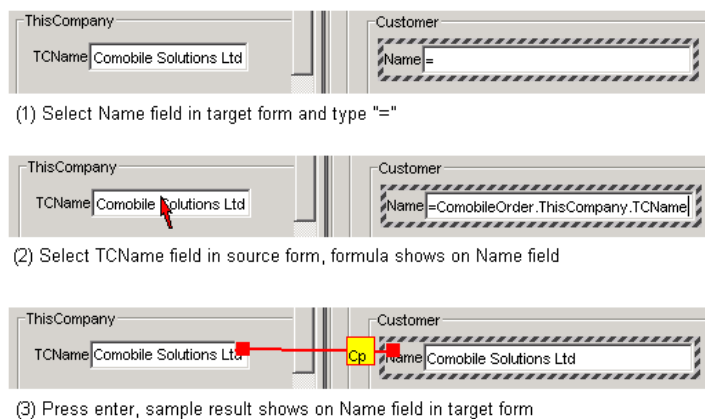 ThisCompany Customer
TCName Comobile Solutions Ltd Name =
(1) Select Name field in target form and type "="
ThisCompany Customer
TCName Comobile Solutions Ltd Name =ComobileOrder.ThisCompany.TCName
(2) Select TCName field in source form, formula shows on Name field
ThisCompany Customer
TCName Comobile Solutions Ltd Cp Name Comobile Solutions Ltd
(3) Press enter, sample result shows on Name field in target form